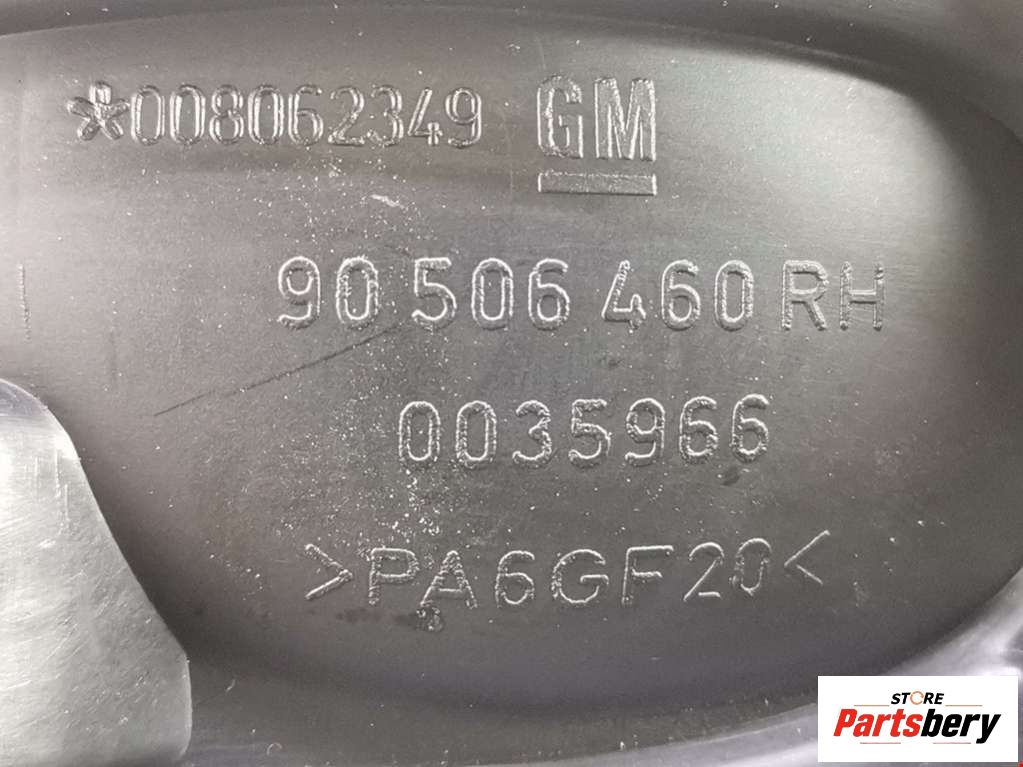 *008062349 GM
90 506 460 RH
0035966
>PA6GF20<
STORE
Partsbery